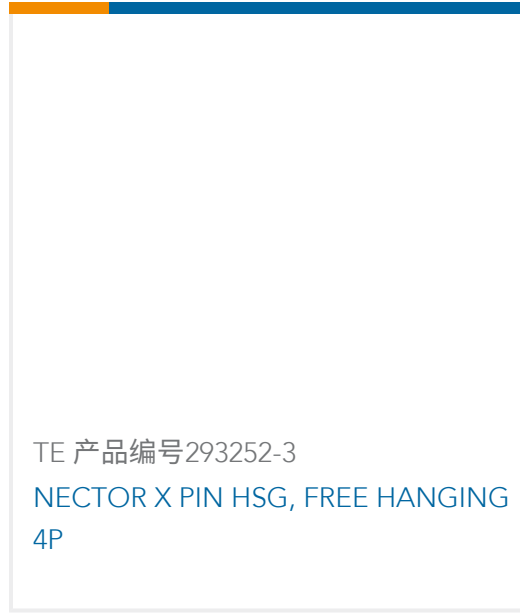 TE 产品编号293252-3
NECTOR X PIN HSG, FREE HANGING
4P